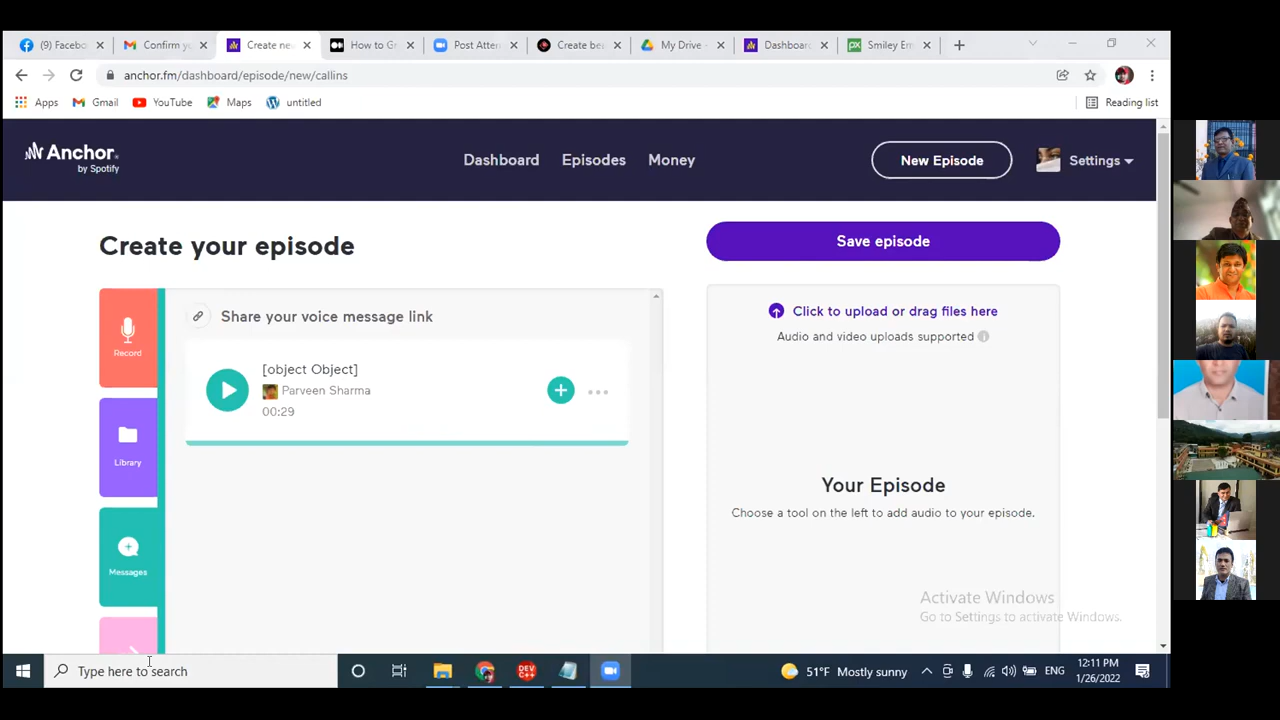 (9) Facebo
Confirm yo
Create nev
How to Gr
Post Atten
Create bea
My Drive -
Dashboard
Smiley Em
anchor.fm/dashboard/episode/new/callins
Apps
Gmail
YouTube
Maps
untitled
Reading list
Anchor
by Spotify
Dashboard
Episodes
Money
New Episode
Settings
Create your episode
Save episode
Record
Library
Messages
Share your voice message link
[object Object]
Parveen Sharma
00:29
Click to upload or drag files here
Audio and video uploads supported
Your Episode
Choose a tool on the left to add audio to your episode.
Activate Windows
Go to Settings to activate Windows.
Type here to search
DEV
C++
51°F Mostly sunny
ENG
12:11 PM
1/26/2022